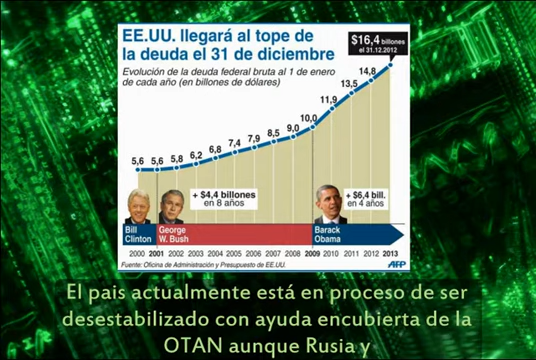 EE.UU. llegará al tope de
la deuda el 31 de diciembre
$16,4 billones
el 31.12.2012
Evolución de la deuda federal bruta al 1 de enero
de cada año (en billones de dólares)
5,6 5,6 5,8 6,2 6,8 7,4 7,9 8,5 9,0 10,0 11,9 13,5 14,8
+ $4,4 billones
en 8 años
+ $6,4 bill.
en 4 años
Bill
Clinton
George
W. Bush
Barack
Obama
2000 2001 2002 2003 2004 2005 2006 2007 2008 2009 2010 2011 2012 2013
Fuente: Oficina de Administración y Presupuesto de EE.UU.
AFP
El pais actualmente está en proceso de ser
desestabilizado con ayuda encubierta de la
OTAN aunque Rusia y